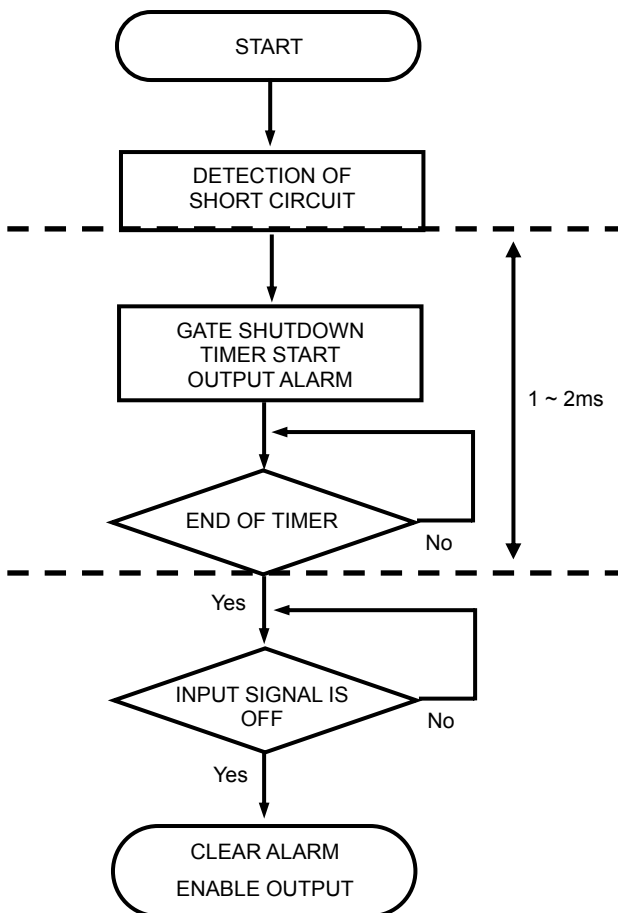 START
DETECTION OF
SHORT CIRCUIT
GATE SHUTDOWN
TIMER START
OUTPUT ALARM
1 ~ 2ms
END OF TIMER
No
Yes
INPUT SIGNAL IS
OFF
No
Yes
CLEAR ALARM
ENABLE OUTPUT